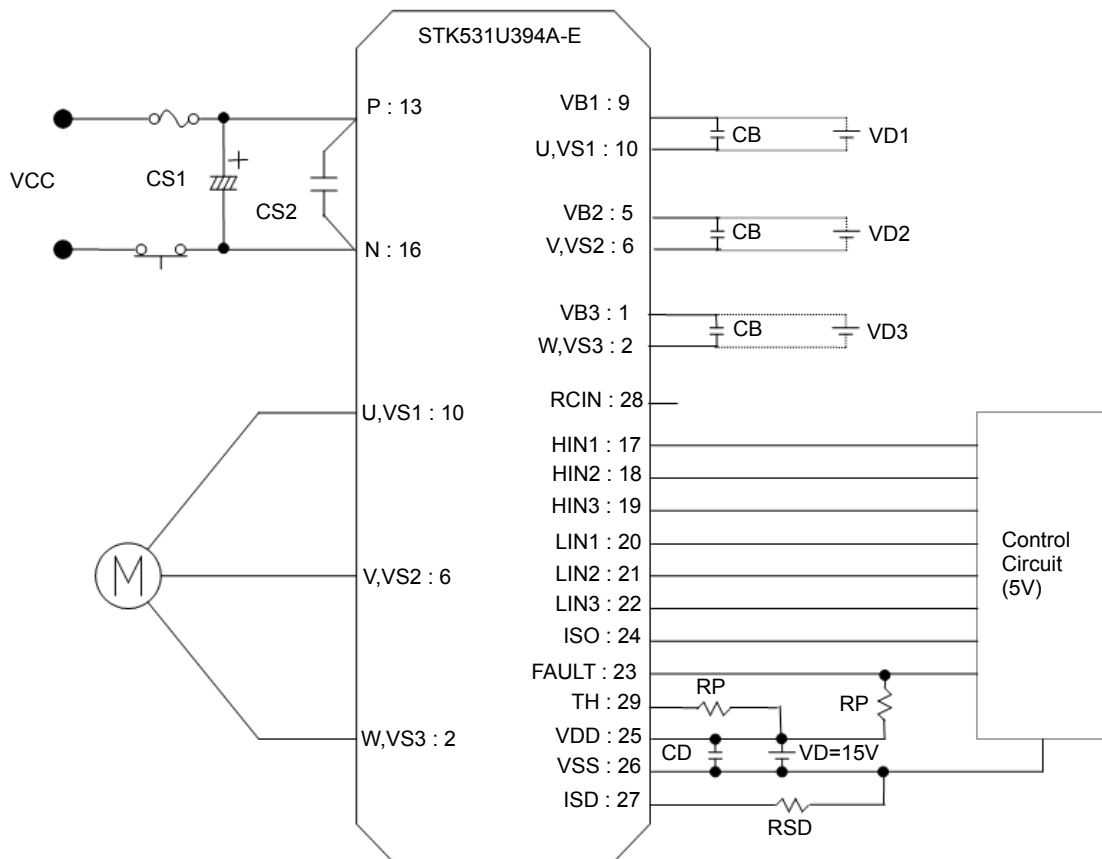 STK531U394A-E
P : 13
VCC
CS1
+
CS2
N : 16
U,VS1 : 10
M
V,VS2 : 6
W,VS3 : 2
VB1 : 9
U,VS1 : 10
CB
VD1
VB2 : 5
V,VS2 : 6
CB
VD2
VB3 : 1
W,VS3 : 2
CB
VD3
RCIN : 28
HIN1 : 17
HIN2 : 18
HIN3 : 19
LIN1 : 20
LIN2 : 21
LIN3 : 22
ISO : 24
FAULT : 23
TH : 29
VDD : 25
VSS : 26
ISD : 27
RP
RP
CD
VD=15V
RSD
Control
Circuit
(5V)